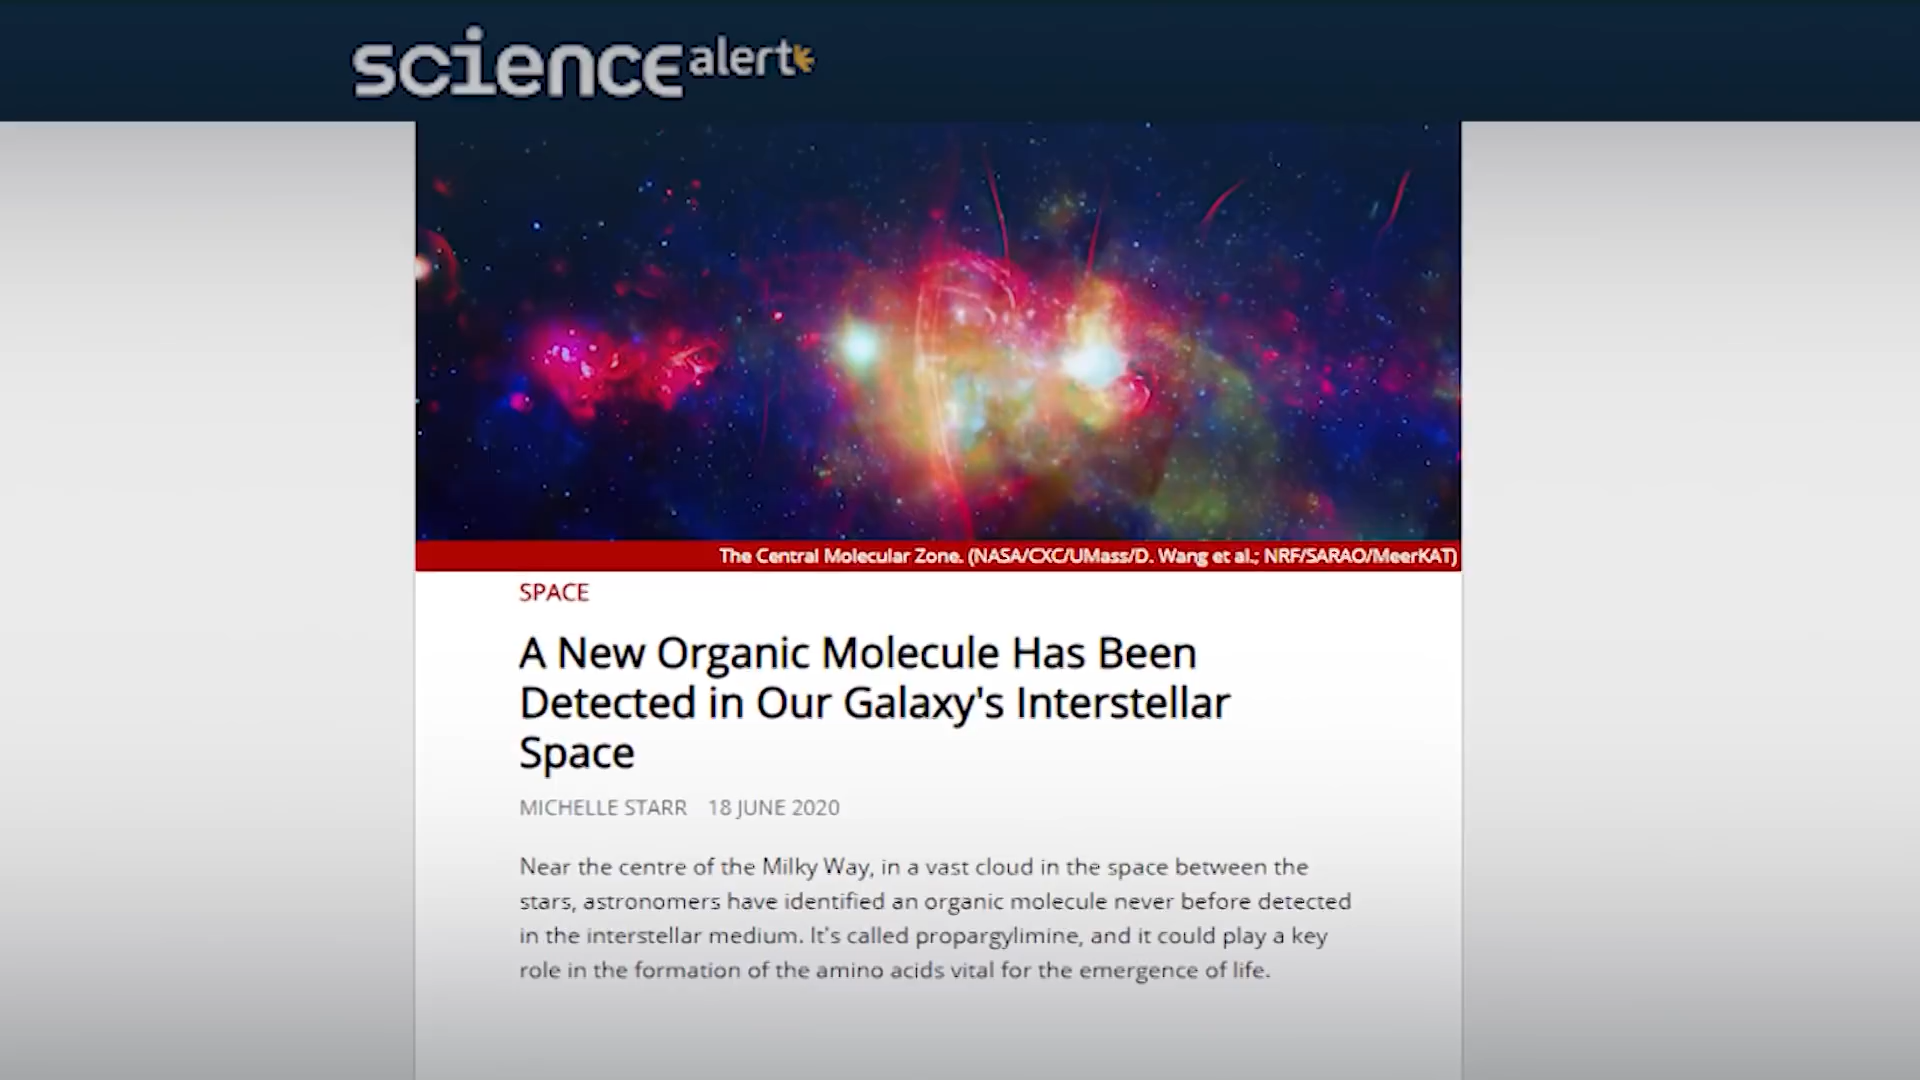 science alert
The Central Molecular Zone. (NASA/CXC/UMass/D. Wang et al.; NRF/SARAO/MeerKAT)
SPACE
A New Organic Molecule Has Been
Detected in Our Galaxy's Interstellar
Space
MICHELLE STARR 18 JUNE 2020
Near the centre of the Milky Way, in a vast cloud in the space between the
stars, astronomers have identified an organic molecule never before detected
in the interstellar medium. It's called propargylimine, and it could play a key
role in the formation of the amino acids vital for the emergence of life.